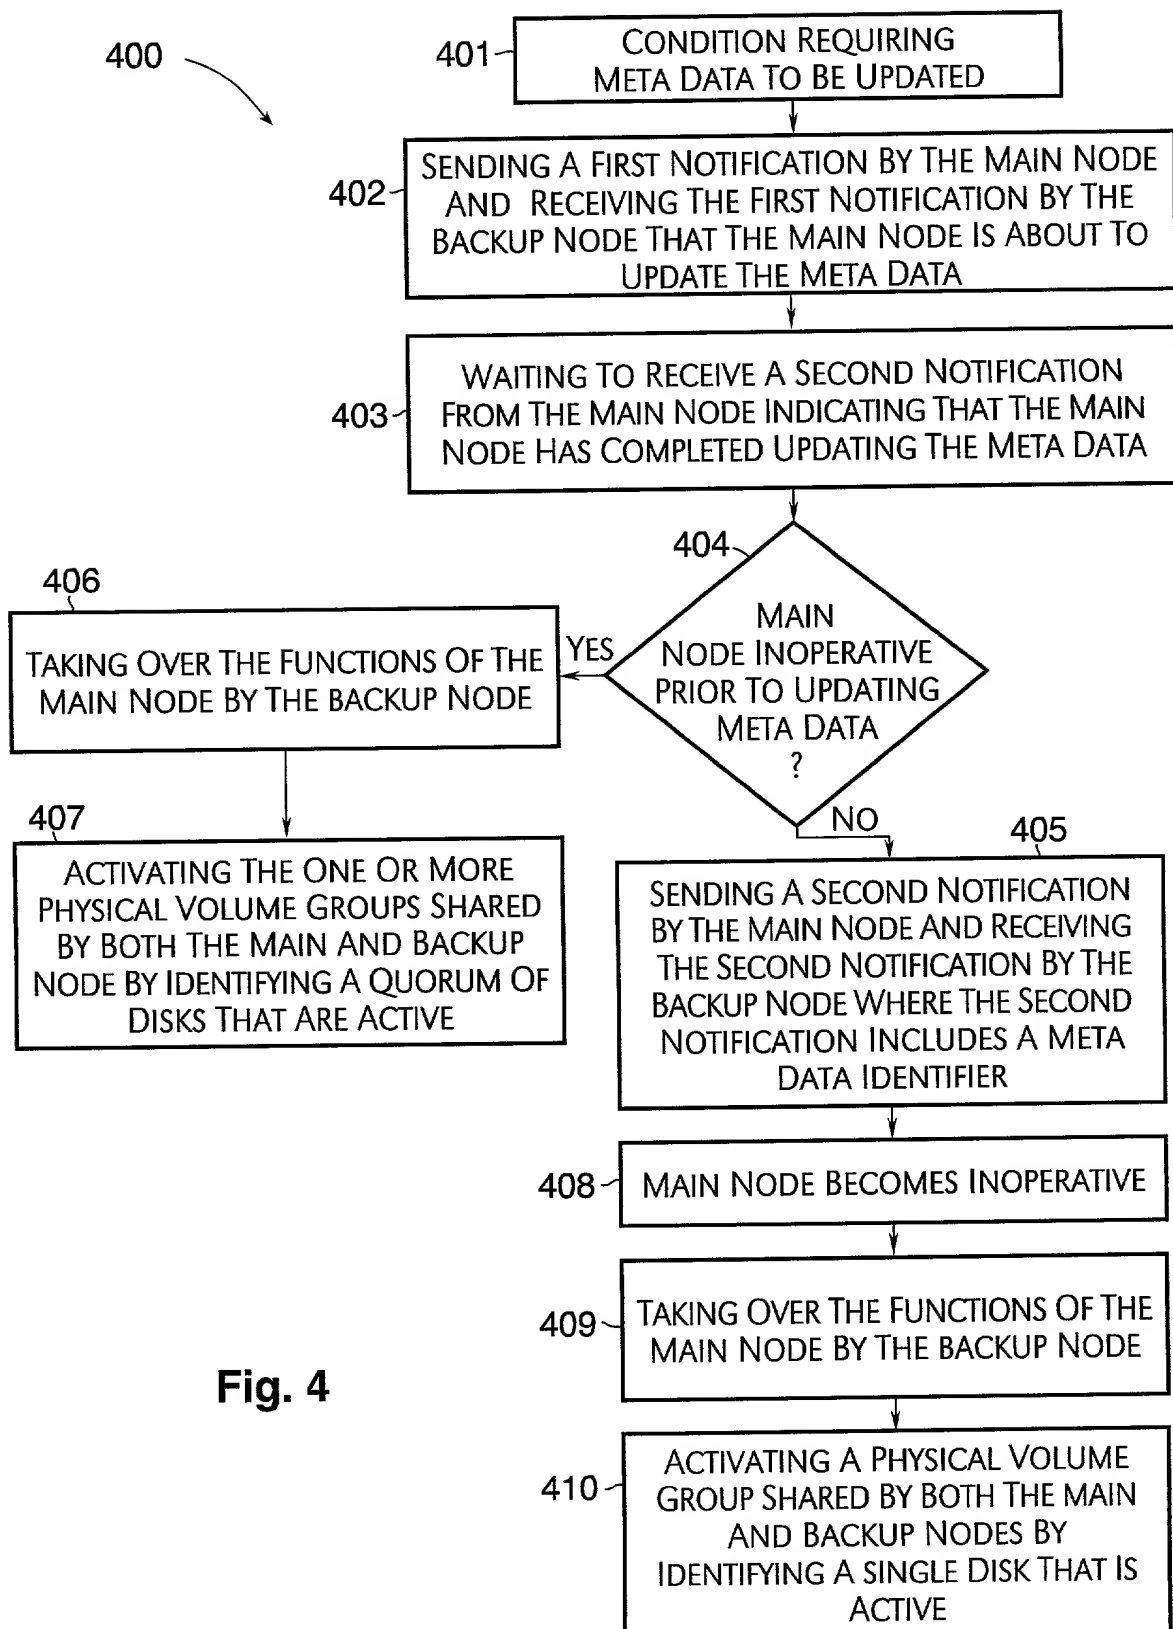 400
401
CONDITION REQUIRING
META DATA TO BE UPDATED
402
SENDING A FIRST NOTIFICATION BY THE MAIN NODE
AND RECEIVING THE FIRST NOTIFICATION BY THE
BACKUP NODE THAT THE MAIN NODE IS ABOUT TO
UPDATE THE META DATA
403
WAITING TO RECEIVE A SECOND NOTIFICATION
FROM THE MAIN NODE INDICATING THAT THE MAIN
NODE HAS COMPLETED UPDATING THE META DATA
404
MAIN
NODE INOPERATIVE
PRIOR TO UPDATING
META DATA
?
YES
406
TAKING OVER THE FUNCTIONS OF THE
MAIN NODE BY THE BACKUP NODE
407
ACTIVATING THE ONE OR MORE
PHYSICAL VOLUME GROUPS SHARED
BY BOTH THE MAIN AND BACKUP
NODE BY IDENTIFYING A QUORUM OF
DISKS THAT ARE ACTIVE
NO
405
SENDING A SECOND NOTIFICATION
BY THE MAIN NODE AND RECEIVING
THE SECOND NOTIFICATION BY THE
BACKUP NODE WHERE THE SECOND
NOTIFICATION INCLUDES A META
DATA IDENTIFIER
408
MAIN NODE BECOMES INOPERATIVE
409
TAKING OVER THE FUNCTIONS OF THE
MAIN NODE BY THE BACKUP NODE
410
ACTIVATING A PHYSICAL VOLUME
GROUP SHARED BY BOTH THE MAIN
AND BACKUP NODES BY
IDENTIFYING A SINGLE DISK THAT IS
ACTIVE
Fig. 4